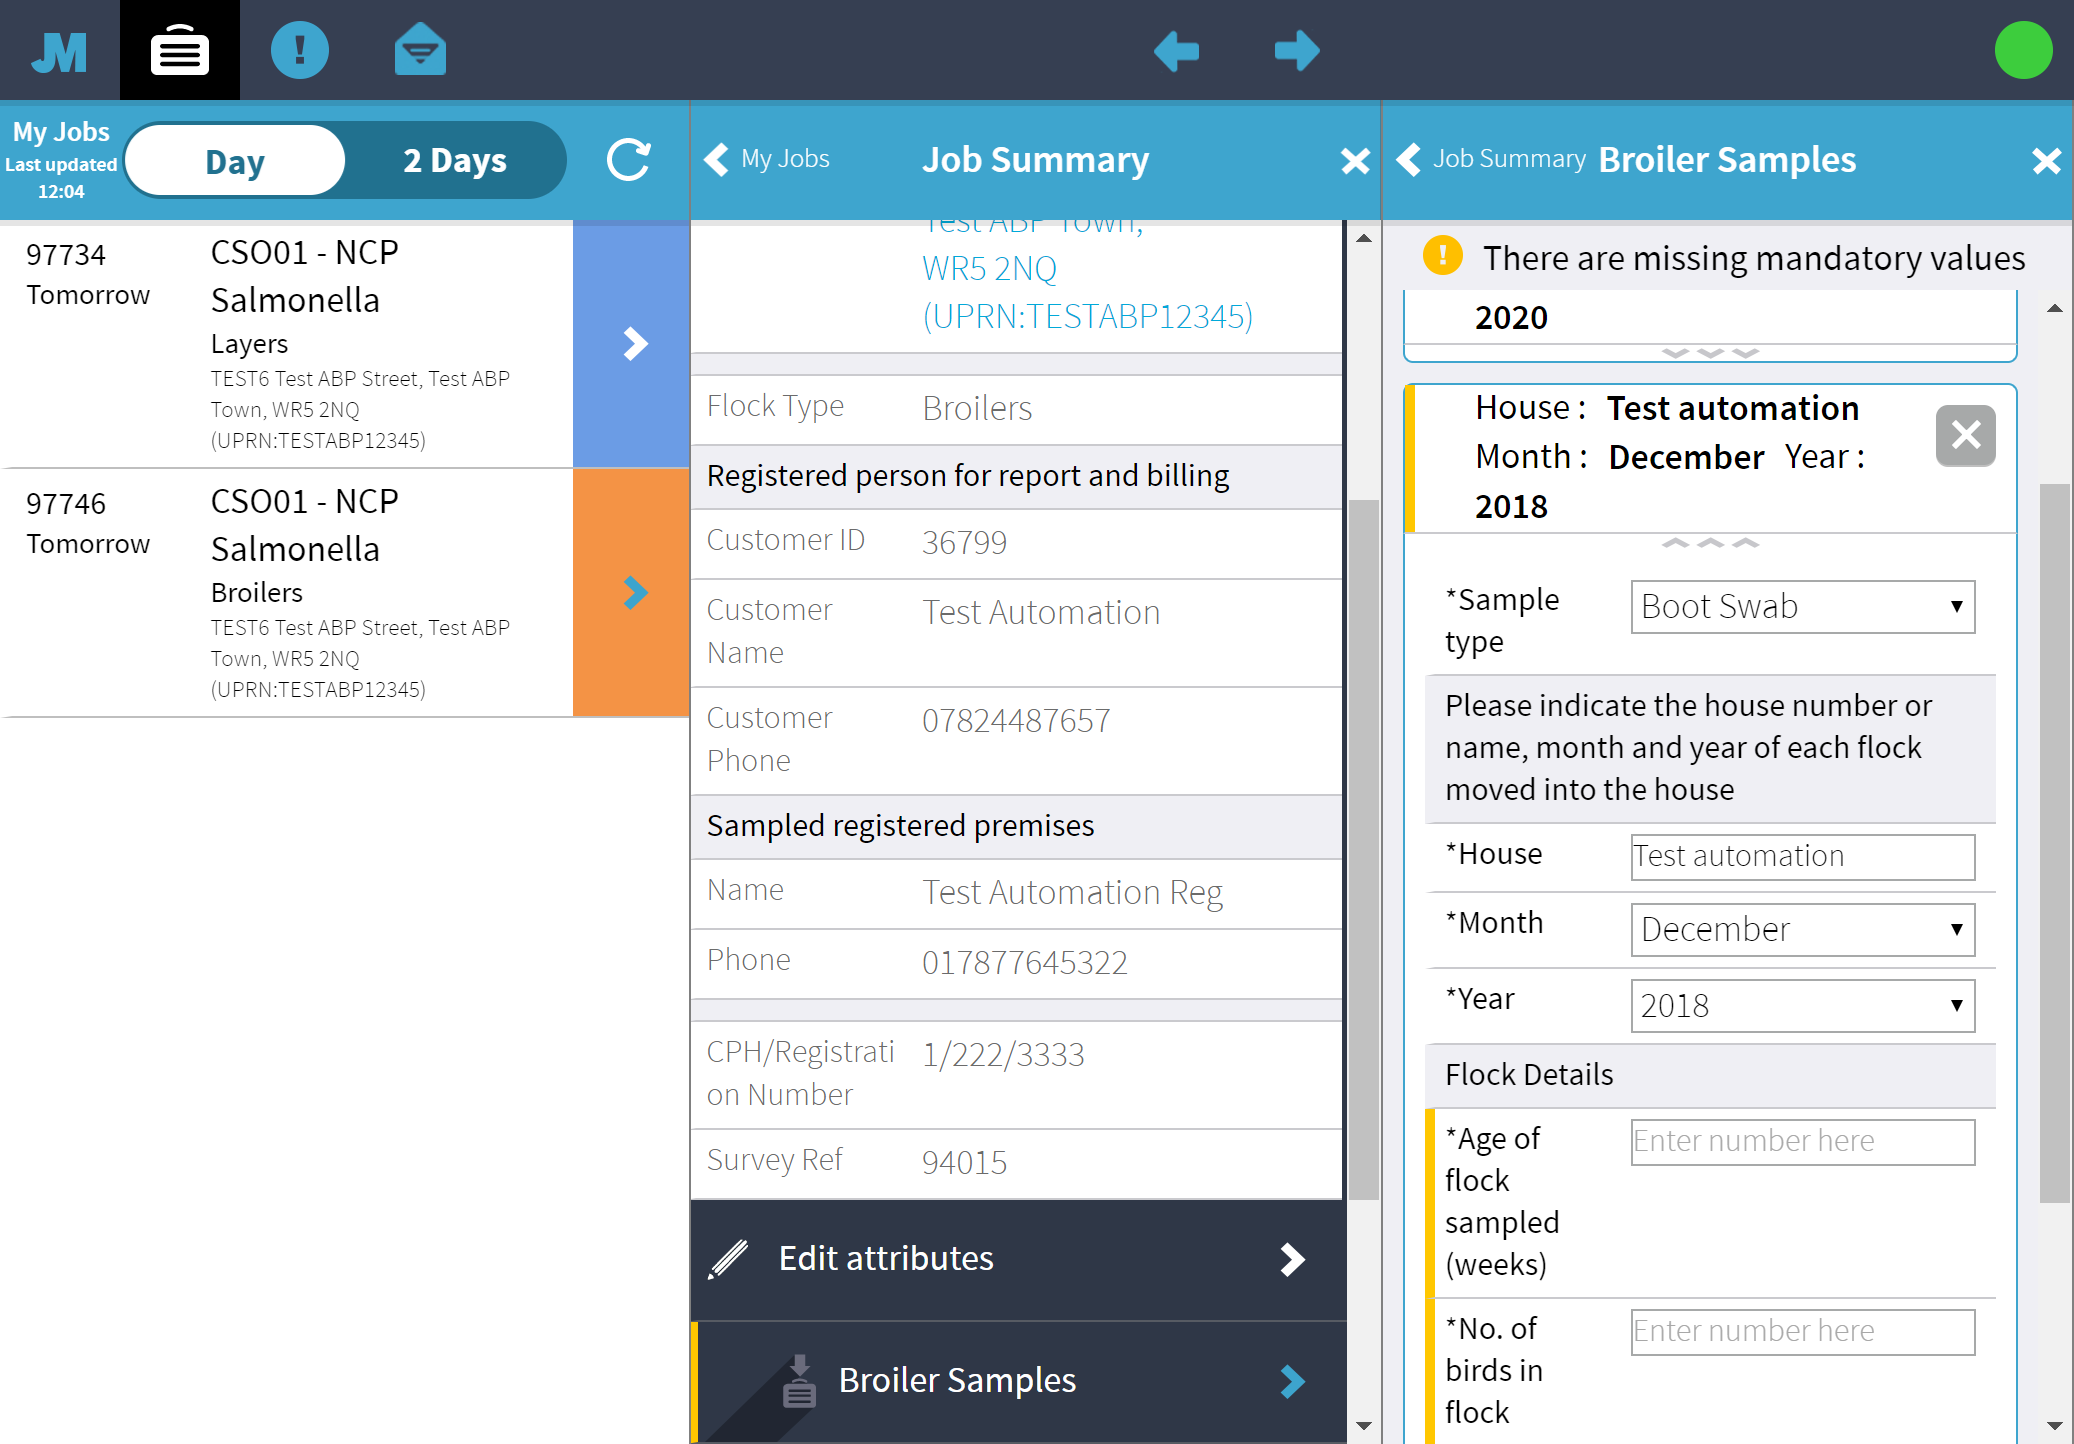 JM
My Jobs
Last updated
12:04
Day
2 Days
My Jobs
Job Summary
Job Summary
Broiler Samples
97734
Tomorrow
CSO01 - NCP
Salmonella
Layers
TEST6 Test ABP Street, Test ABP
Town, WR5 2NQ
(UPRN:TESTABP12345)
97746
Tomorrow
CSO01 - NCP
Salmonella
Broilers
TEST6 Test ABP Street, Test ABP
Town, WR5 2NQ
(UPRN:TESTABP12345)
Test ABP Town,
WR5 2NQ
(UPRN:TESTABP12345)
Flock Type
Broilers
Registered person for report and billing
Customer ID
36799
Customer
Name
Test Automation
Customer
Phone
07824487657
Sampled registered premises
Name
Test Automation Reg
Phone
017877645322
CPH/Registrati
on Number
1/222/3333
Survey Ref
94015
Edit attributes
Broiler Samples
There are missing mandatory values
2020
House : Test automation
Month : December Year :
2018
*Sample
type
Boot Swab
Please indicate the house number or
name, month and year of each flock
moved into the house
*House
Test automation
*Month
December
*Year
2018
Flock Details
*Age of
flock
sampled
(weeks)
Enter number here
*No. of
birds in
flock
Enter number here